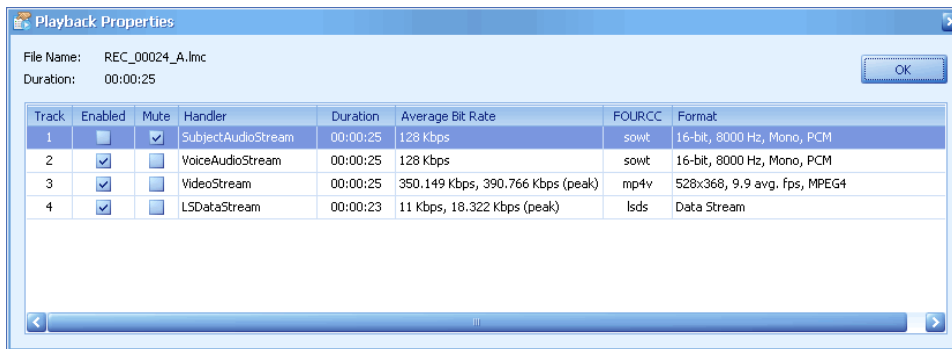 Playback Properties
File Name: REC_00024_A.lmc
Duration: 00:00:25
OK
Track Enabled Mute Handler Duration Average Bit Rate FOURCC Format
1 SubjectAudioStream 00:00:25 128 Kbps sowt 16-bit, 8000 Hz, Mono, PCM
2 VoiceAudioStream 00:00:25 128 Kbps sowt 16-bit, 8000 Hz, Mono, PCM
3 VideoStream 00:00:25 350.149 Kbps, 390.766 Kbps (peak) mp4v 528x368, 9.9 avg. fps, MPEG4
4 LSDataStream 00:00:23 11 Kbps, 18.322 Kbps (peak) lsds Data Stream